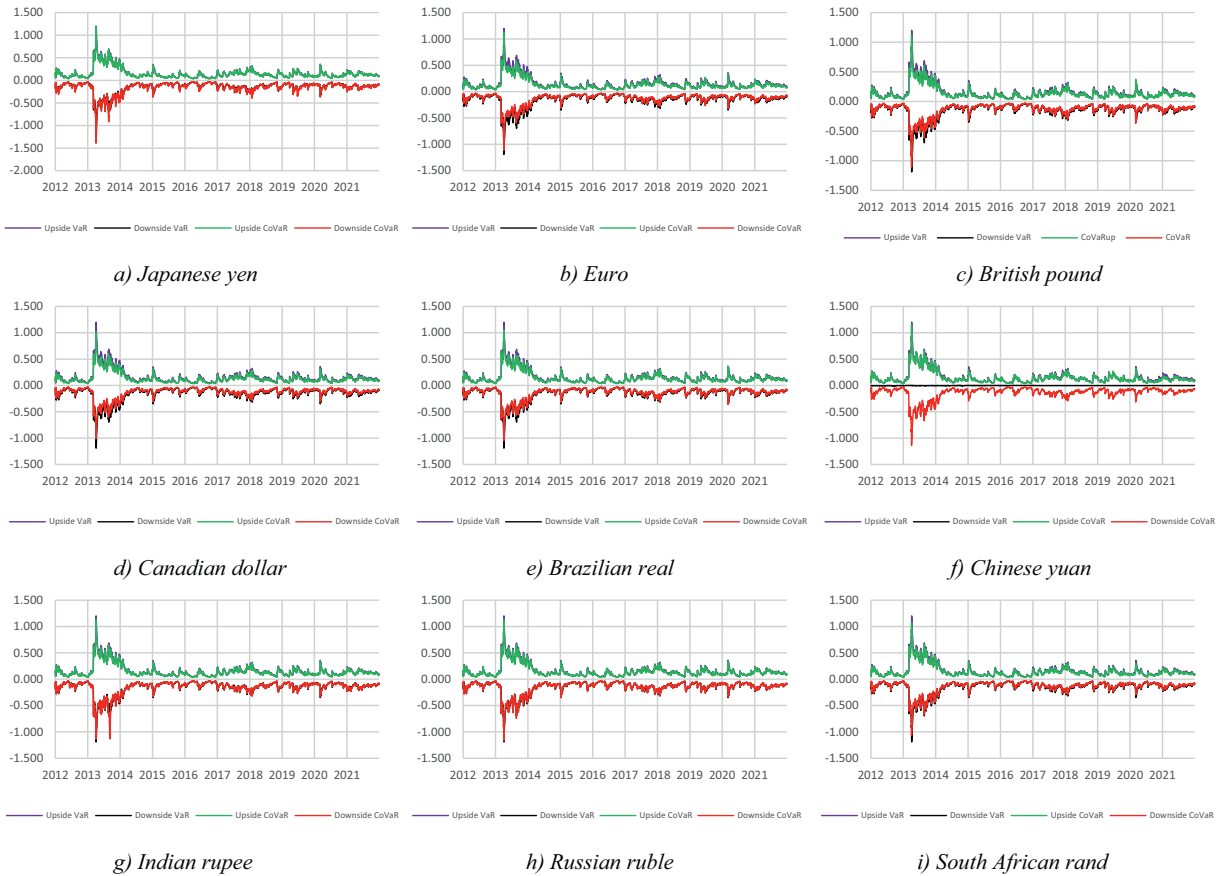 1.500
1.000
0.500
0.000
-0.500
-1.000
-1.500
-2.000
2012 2013 2014 2015 2016 2017 2018 2019 2020 2021
Upside VaR Downside VaR Upside CoVaR Downside CoVaR
a) Japanese yen
1.500
1.000
0.500
0.000
-0.500
-1.000
-1.500
2012 2013 2014 2015 2016 2017 2018 2019 2020 2021
Upside VaR Downside VaR Upside CoVaR Downside CoVaR
b) Euro
1.500
1.000
0.500
0.000
-0.500
-1.000
-1.500
2012 2013 2014 2015 2016 2017 2018 2019 2020 2021
Upside VaR Downside VaR CoVaRup CoVaR
c) British pound
1.500
1.000
0.500
0.000
-0.500
-1.000
-1.500
2012 2013 2014 2015 2016 2017 2018 2019 2020 2021
Upside VaR Downside VaR Upside CoVaR Downside CoVaR
d) Canadian dollar
1.500
1.000
0.500
0.000
-0.500
-1.000
-1.500
2012 2013 2014 2015 2016 2017 2018 2019 2020 2021
Upside VaR Downside VaR Upside CoVaR Downside CoVaR
e) Brazilian real
1.500
1.000
0.500
0.000
-0.500
-1.000
-1.500
2012 2013 2014 2015 2016 2017 2018 2019 2020 2021
Upside VaR Downside VaR Upside CoVaR Downside CoVaR
f) Chinese yuan
1.500
1.000
0.500
0.000
-0.500
-1.000
-1.500
2012 2013 2014 2015 2016 2017 2018 2019 2020 2021
Upside VaR Downside VaR Upside CoVaR Downside CoVaR
g) Indian rupee
1.500
1.000
0.500
0.000
-0.500
-1.000
-1.500
2012 2013 2014 2015 2016 2017 2018 2019 2020 2021
Upside VaR Downside VaR Upside CoVaR Downside CoVaR
h) Russian ruble
1.500
1.000
0.500
0.000
-0.500
-1.000
-1.500
2012 2013 2014 2015 2016 2017 2018 2019 2020 2021
Upside VaR Downside VaR Upside CoVaR Downside CoVaR
i) South African rand